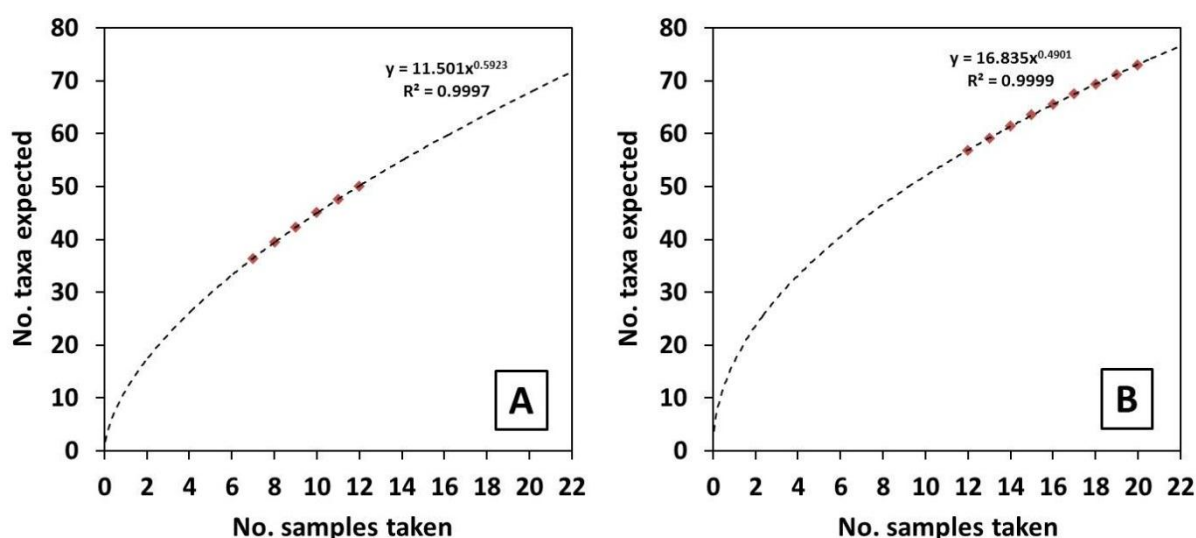 80
70
60
50
40
30
20
10
0
No. taxa expected
y = 11.501x^0.5923
R² = 0.9997
A
0 2 4 6 8 10 12 14 16 18 20 22
No. samples taken
80
70
60
50
40
30
20
10
0
No. taxa expected
y = 16.835x^0.4901
R² = 0.9999
B
0 2 4 6 8 10 12 14 16 18 20 22
No. samples taken